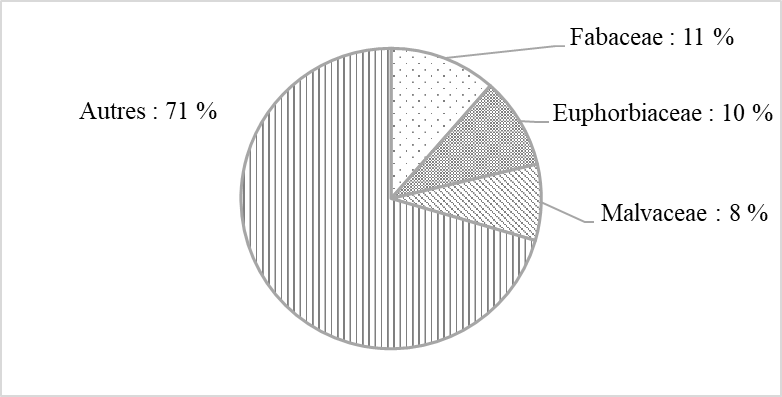 Fabaceae : 11 %
Autres : 71 %
Euphorbiaceae : 10 %
Malvaceae : 8 %